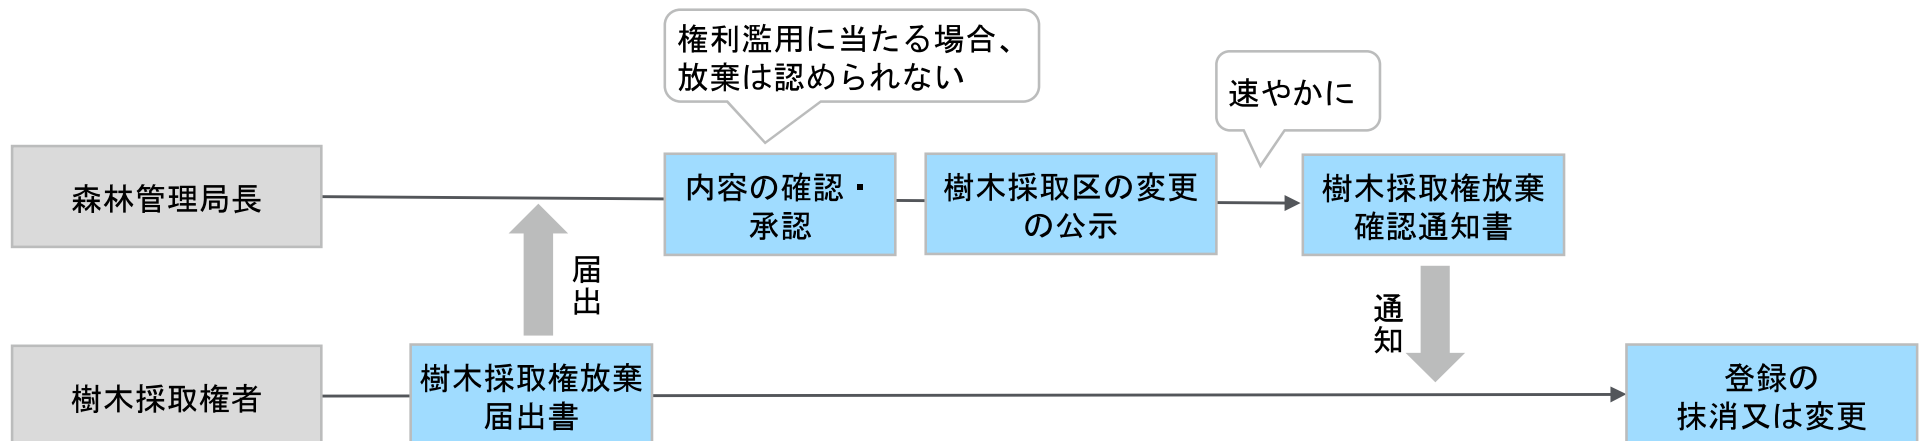 権利濫用に当たる場合、
放棄は認められない
速やかに
森林管理局長
内容の確認・
承認
樹木採取区の変更
の公示
樹木採取権放棄
確認通知書
届出
通知
樹木採取権者
樹木採取権放棄
届出書
登録の
抹消又は変更